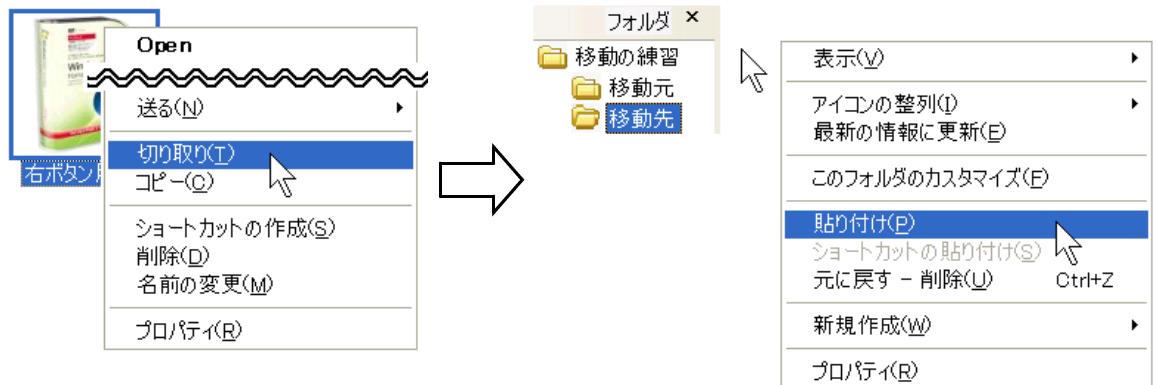 Open
送る(N)
切り取り(T)
コピー(C)
ショートカットの作成(S)
削除(D)
名前の変更(M)
プロパティ(R)
右ボタン
フォルダ ×
移動の練習
移動元
移動先
表示(V)
アイコンの整列(I)
最新の情報に更新(E)
このフォルダのカスタマイズ(F)
貼り付け(P)
ショートカットの貼り付け(S)
元に戻す - 削除(U) Ctrl+Z
新規作成(W)
プロパティ(R)